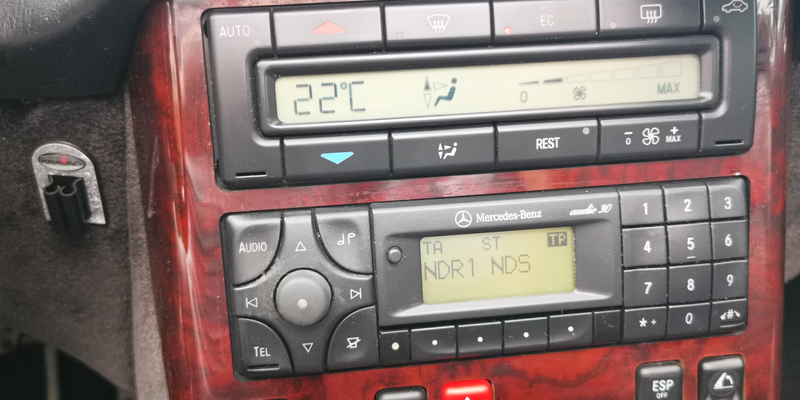 AUTO
EC
22°C
0
MAX
REST
0
MAX
Mercedes-Benz audio 30
AUDIO
TEL
TA ST TP
NDR1 NDS
1 2 3
4 5 6
7 8 9
*+ 0 #
ESP
OFF